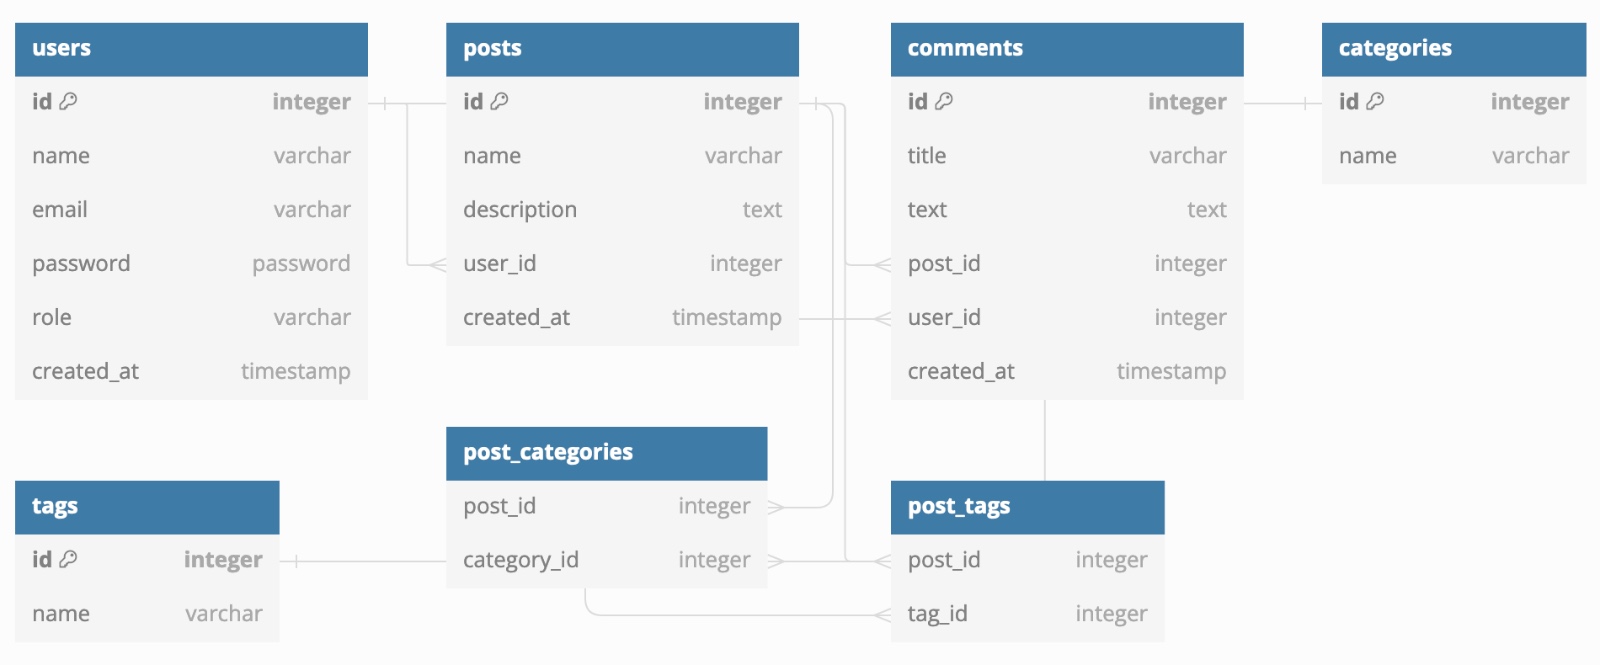 users
id integer
name varchar
email varchar
password password
role varchar
created_at timestamp
posts
id integer
name varchar
description text
user_id integer
created_at timestamp
comments
id integer
title varchar
text text
post_id integer
user_id integer
created_at timestamp
categories
id integer
name varchar
tags
id integer
name varchar
post_categories
post_id integer
category_id integer
post_tags
post_id integer
tag_id integer